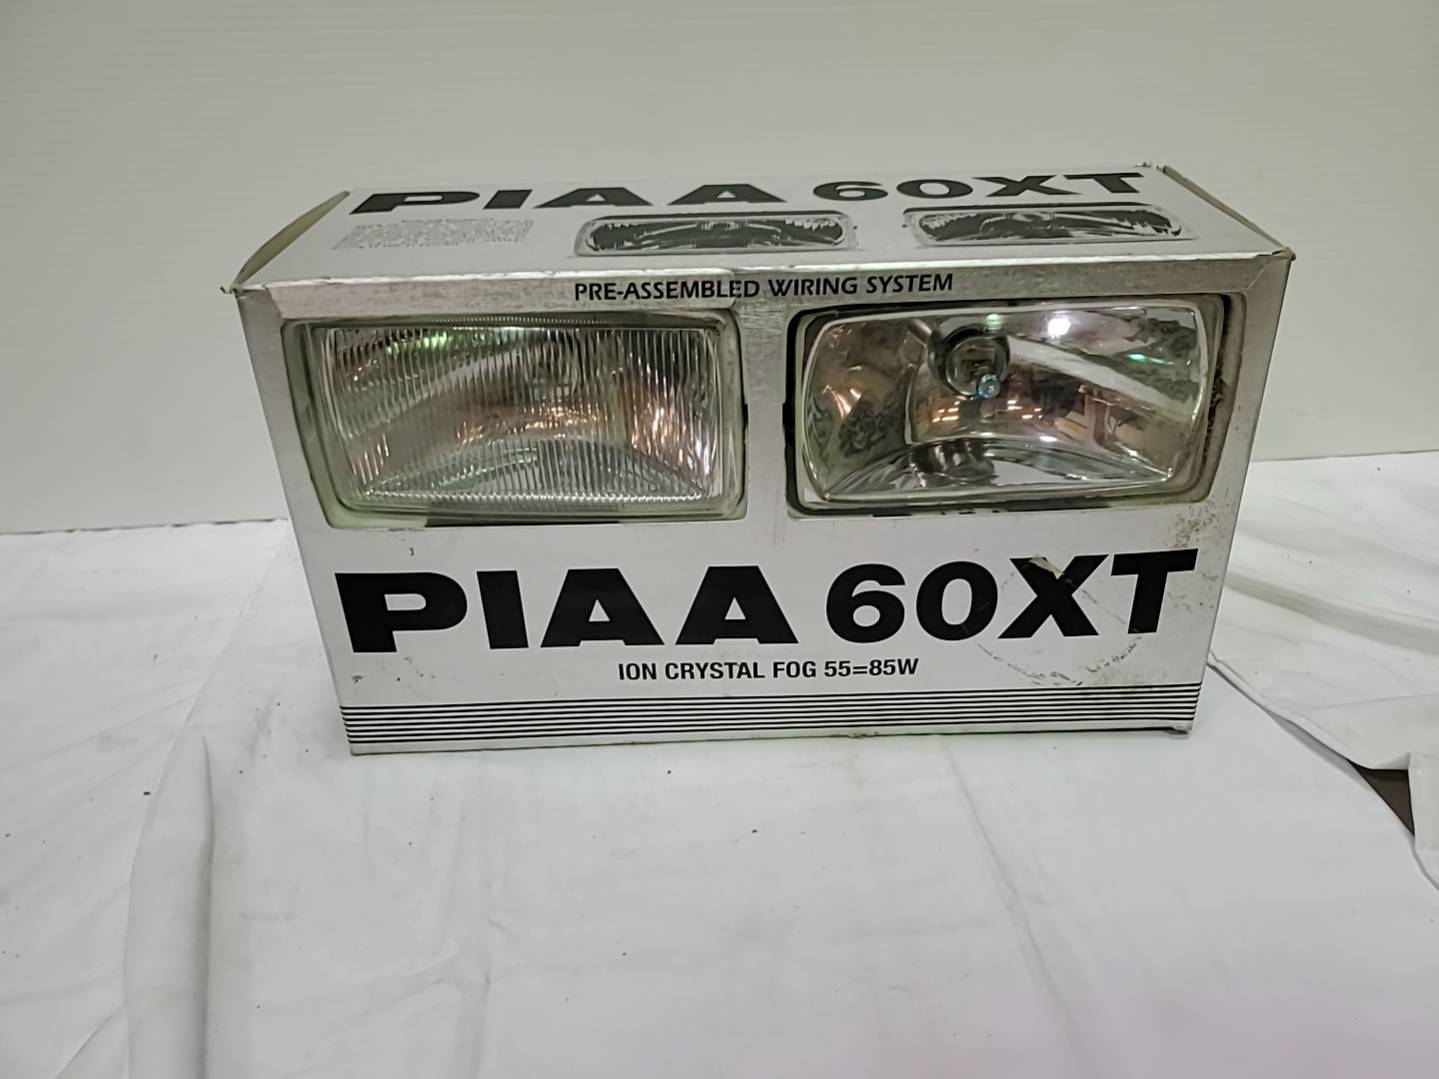 PIAA 60XT
PRE-ASSEMBLED WIRING SYSTEM
PIAA 60XT
ION CRYSTAL FOG 55=85W